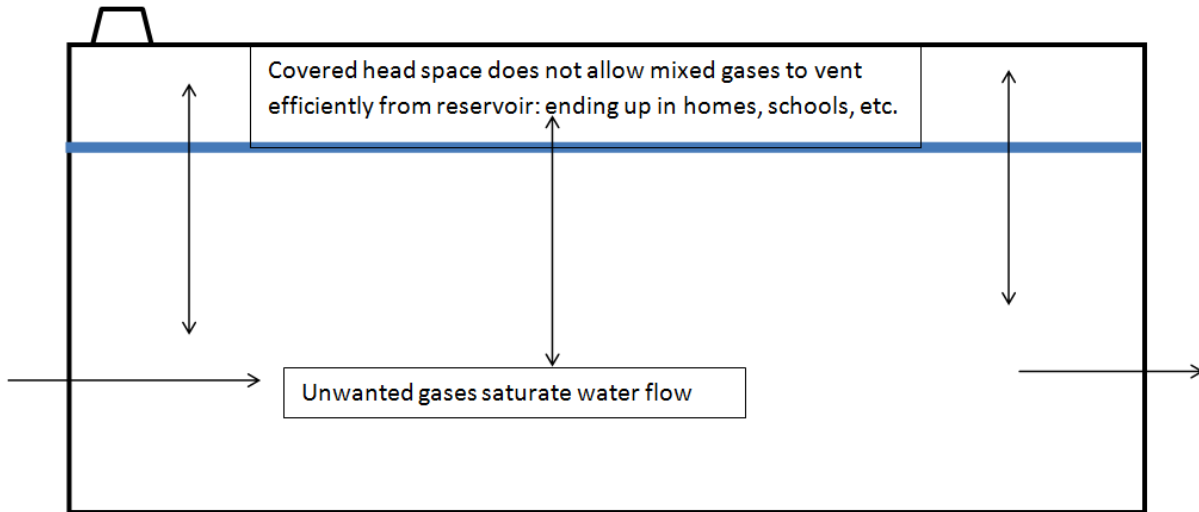 Covered head space does not allow mixed gases to vent
efficiently from reservoir: ending up in homes, schools, etc.
Unwanted gases saturate water flow